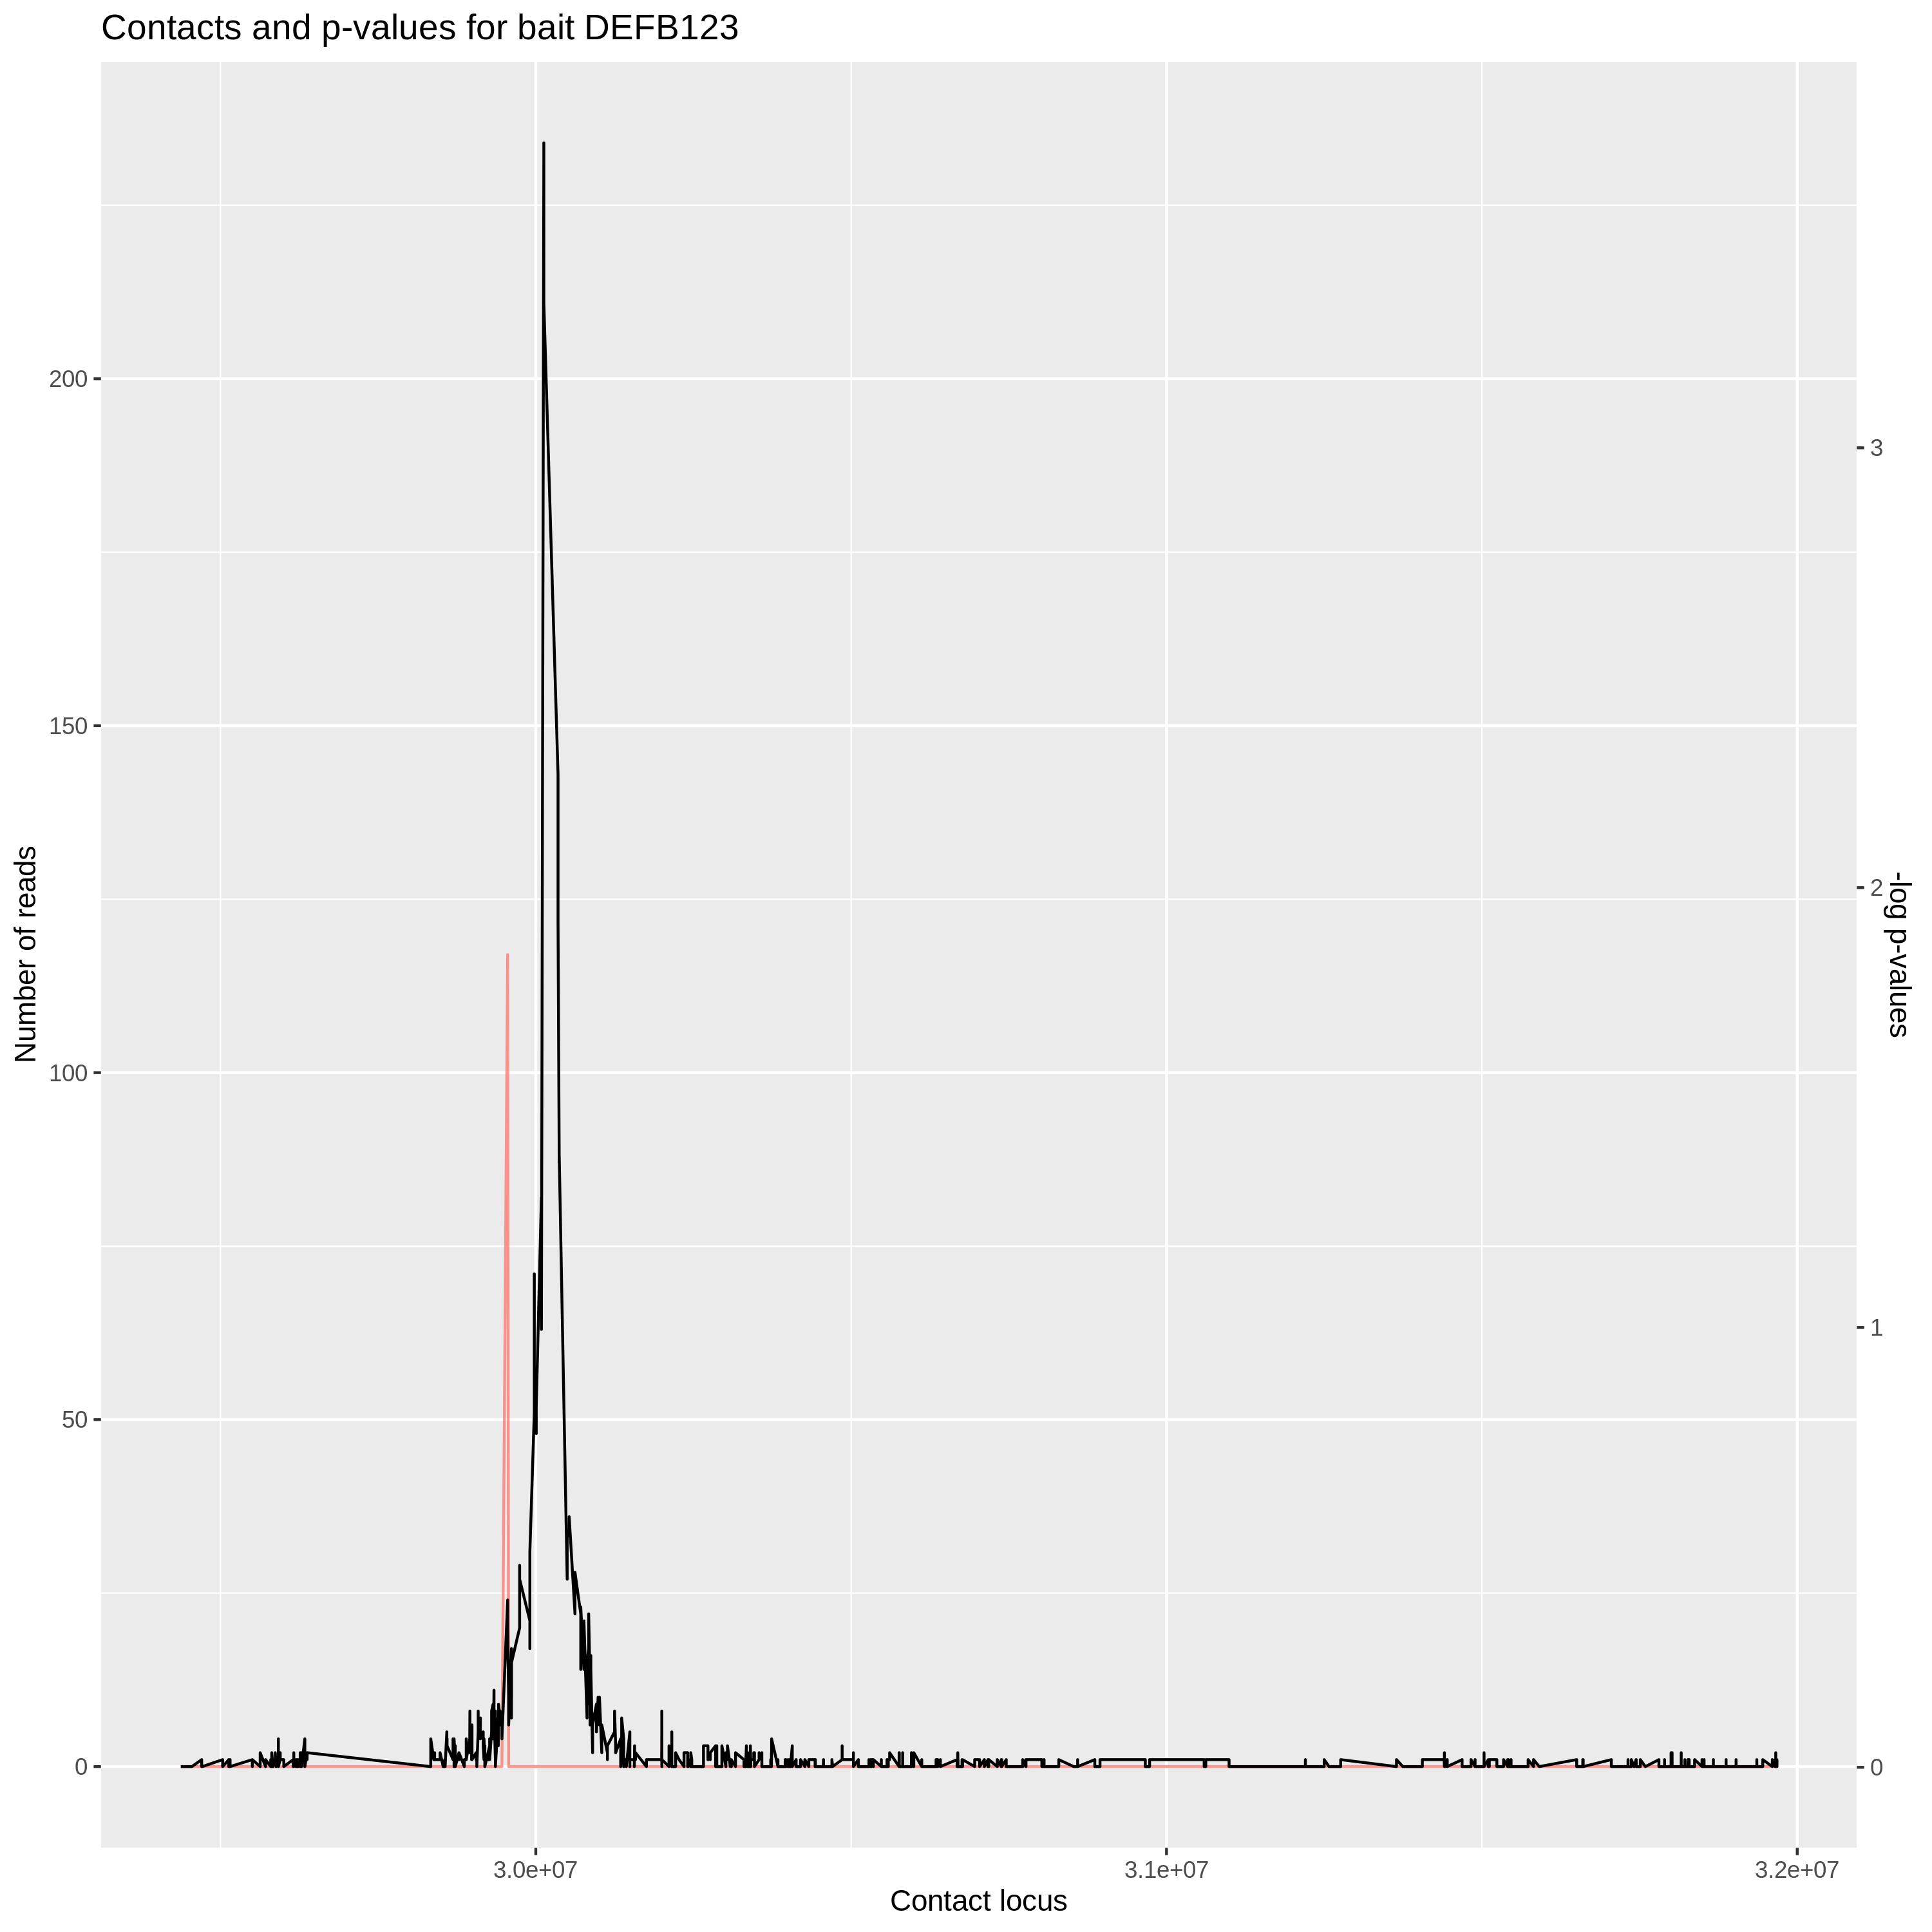 Contacts and p-values for bait DEFB123
Number of reads
200
150
100
50
0
3
2
1
0
-log p-values
3.0e+07
3.1e+07
3.2e+07
Contact locus